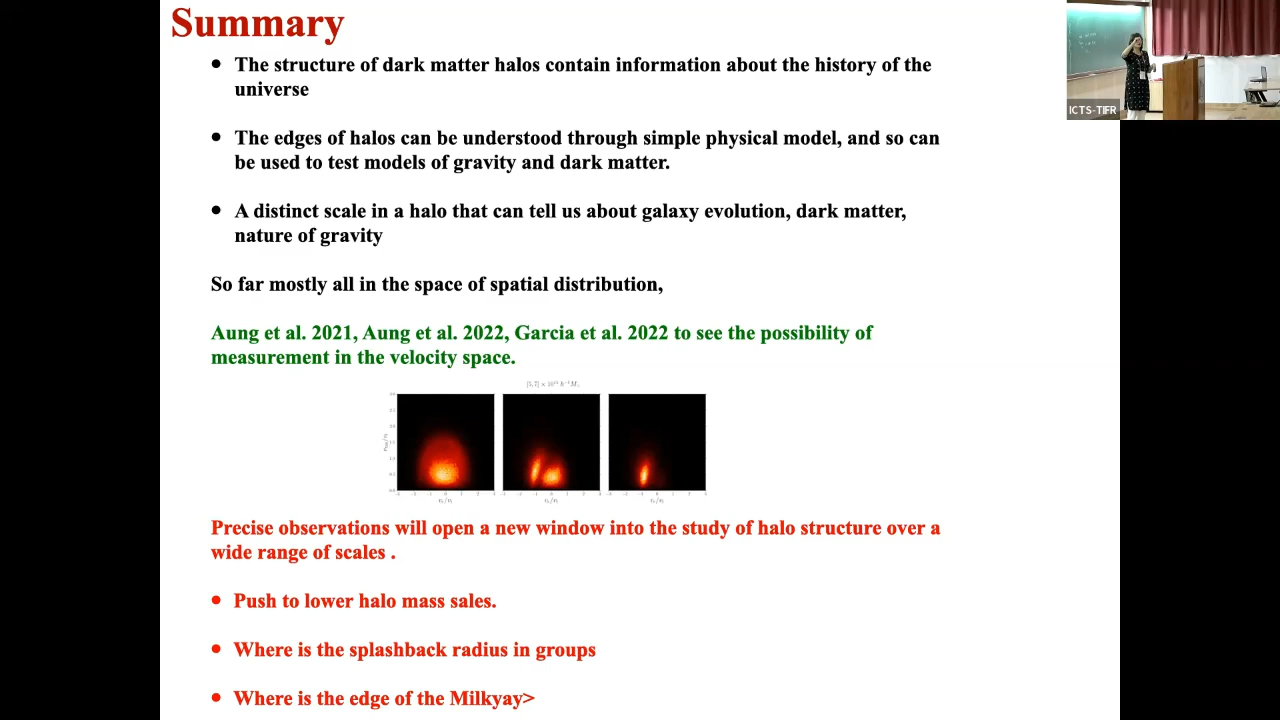 Summary
ICTS-TIFR
• The structure of dark matter halos contain information about the history of the
universe
• The edges of halos can be understood through simple physical model, and so can
be used to test models of gravity and dark matter.
• A distinct scale in a halo that can tell us about galaxy evolution, dark matter,
nature of gravity
So far mostly all in the space of spatial distribution,
Aung et al. 2021, Aung et al. 2022, Garcia et al. 2022 to see the possibility of
measurement in the velocity space.
Precise observations will open a new window into the study of halo structure over a
wide range of scales .
• Push to lower halo mass sales.
• Where is the splashback radius in groups
• Where is the edge of the Milkyay>